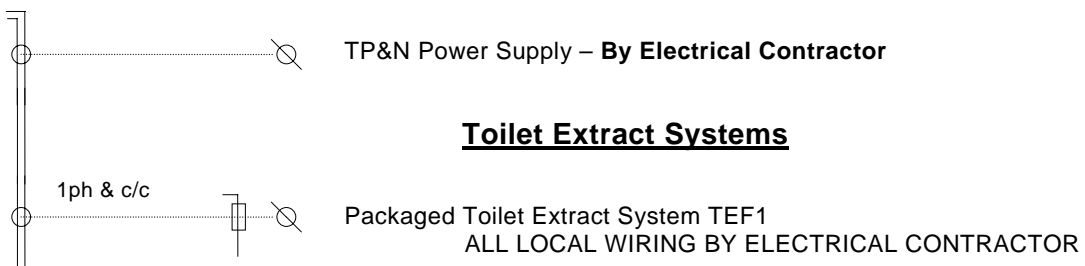 TP&N Power Supply – By Electrical Contractor
Toilet Extract Systems
1ph & c/c
Packaged Toilet Extract System TEF1
ALL LOCAL WIRING BY ELECTRICAL CONTRACTOR